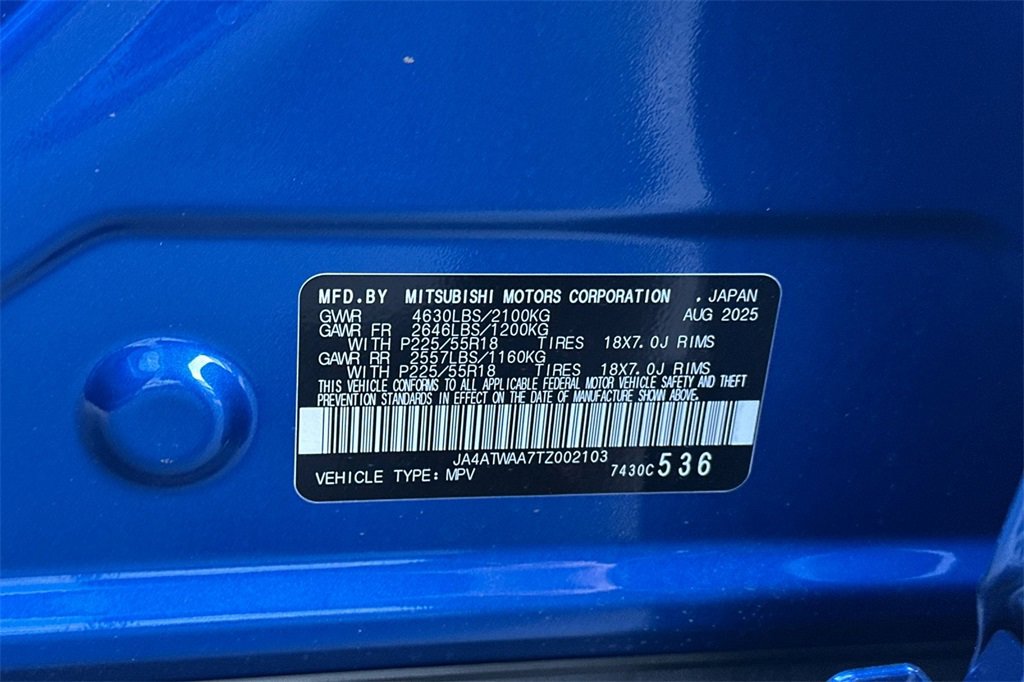 MFD.BY MITSUBISHI MOTORS CORPORATION . JAPAN
GWWR 4630LBS/2100KG AUG 2025
GAWR FR 2646LBS/1200KG
WITH P225/55R18 TIRES 18X7.0J RIMS
GAWR RR 2557LBS/1160KG
WITH P225/55R18 TIRES 18X7.0J RIMS
THIS VEHICLE CONFORMS TO ALL APPLICABLE FEDERAL MOTOR VEHICLE SAFETY AND THEFT
PREVENTION STANDARDS IN EFFECT ON THE DATE OF MANUFACTURE SHOWN ABOVE.
JA4ATWAA7TZ002103
VEHICLE TYPE: MPV 7430C 536